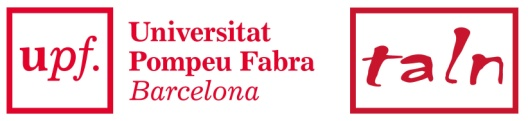 upf.
Universitat
Pompeu Fabra
Barcelona
taln